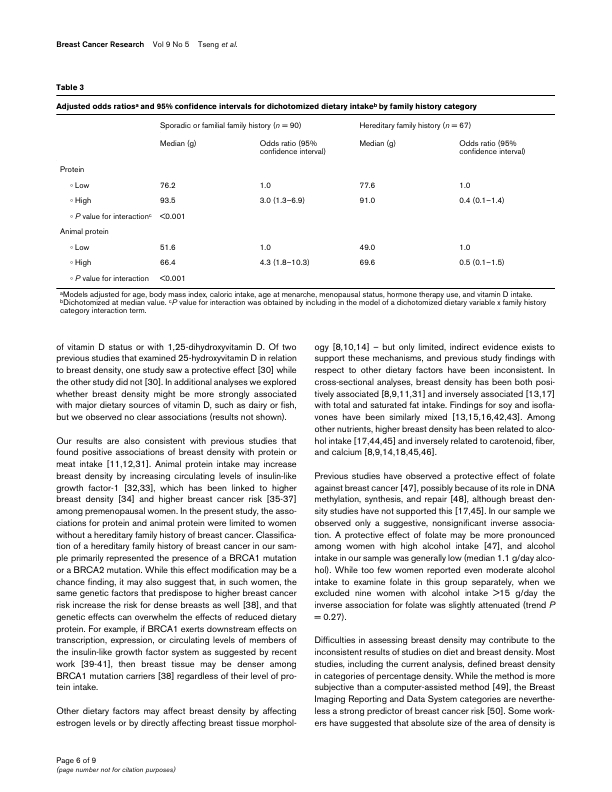 Breast Cancer Research Vol 9 No 5 Tseng et al.
Table 3
Adjusted odds ratiosᵃ and 95% confidence intervals for dichotomized dietary intakeᵇ by family history category
Sporadic or familial family history (n = 90) Hereditary family history (n = 67)
Median (g) Odds ratio (95% confidence interval) Median (g) Odds ratio (95% confidence interval)
Protein
◦ Low 76.2 1.0 77.6 1.0
◦ High 93.5 3.0 (1.3–6.9) 91.0 0.4 (0.1–1.4)
◦ P value for interactionᶜ <0.001
Animal protein
◦ Low 51.6 1.0 49.0 1.0
◦ High 66.4 4.3 (1.8–10.3) 69.6 0.5 (0.1–1.5)
◦ P value for interaction <0.001
ᵃModels adjusted for age, body mass index, caloric intake, age at menarche, menopausal status, hormone therapy use, and vitamin D intake.
ᵇDichotomized at median value. ᶜP value for interaction was obtained by including in the model of a dichotomized dietary variable x family history
category interaction term.
of vitamin D status or with 1,25-dihydroxyvitamin D. Of two
previous studies that examined 25-hydroxyvitamin D in relation
to breast density, one study saw a protective effect [30] while
the other study did not [30]. In additional analyses we explored
whether breast density might be more strongly associated
with major dietary sources of vitamin D, such as dairy or fish,
but we observed no clear associations (results not shown).
Our results are also consistent with previous studies that
found positive associations of breast density with protein or
meat intake [11,12,31]. Animal protein intake may increase
breast density by increasing circulating levels of insulin-like
growth factor-1 [32,33], which has been linked to higher
breast density [34] and higher breast cancer risk [35-37]
among premenopausal women. In the present study, the asso-
ciations for protein and animal protein were limited to women
without a hereditary family history of breast cancer. Classifica-
tion of a hereditary family history of breast cancer in our sam-
ple primarily represented the presence of a BRCA1 mutation
or a BRCA2 mutation. While this effect modification may be a
chance finding, it may also suggest that, in such women, the
same genetic factors that predispose to higher breast cancer
risk increase the risk for dense breasts as well [38], and that
genetic effects can overwhelm the effects of reduced dietary
protein. For example, if BRCA1 exerts downstream effects on
transcription, expression, or circulating levels of members of
the insulin-like growth factor system as suggested by recent
work [39-41], then breast tissue may be denser among
BRCA1 mutation carriers [38] regardless of their level of pro-
tein intake.
Other dietary factors may affect breast density by affecting
estrogen levels or by directly affecting breast tissue morphol-
ogy [8,10,14] – but only limited, indirect evidence exists to
support these mechanisms, and previous study findings with
respect to other dietary factors have been inconsistent. In
cross-sectional analyses, breast density has been both posi-
tively associated [8,9,11,31] and inversely associated [13,17]
with total and saturated fat intake. Findings for soy and isofla-
vones have been similarly mixed [13,15,16,42,43]. Among
other nutrients, higher breast density has been related to alco-
hol intake [17,44,45] and inversely related to carotenoid, fiber,
and calcium [8,9,14,18,45,46].
Previous studies have observed a protective effect of folate
against breast cancer [47], possibly because of its role in DNA
methylation, synthesis, and repair [48], although breast den-
sity studies have not supported this [17,45]. In our sample we
observed only a suggestive, nonsignificant inverse associa-
tion. A protective effect of folate may be more pronounced
among women with high alcohol intake [47], and alcohol
intake in our sample was generally low (median 1.1 g/day alco-
hol). While too few women reported even moderate alcohol
intake to examine folate in this group separately, when we
excluded nine women with alcohol intake >15 g/day the
inverse association for folate was slightly attenuated (trend P
= 0.27).
Difficulties in assessing breast density may contribute to the
inconsistent results of studies on diet and breast density. Most
studies, including the current analysis, defined breast density
in categories of percentage density. While the method is more
subjective than a computer-assisted method [49], the Breast
Imaging Reporting and Data System categories are neverthe-
less a strong predictor of breast cancer risk [50]. Some work-
ers have suggested that absolute size of the area of density is
Page 6 of 9
(page number not for citation purposes)